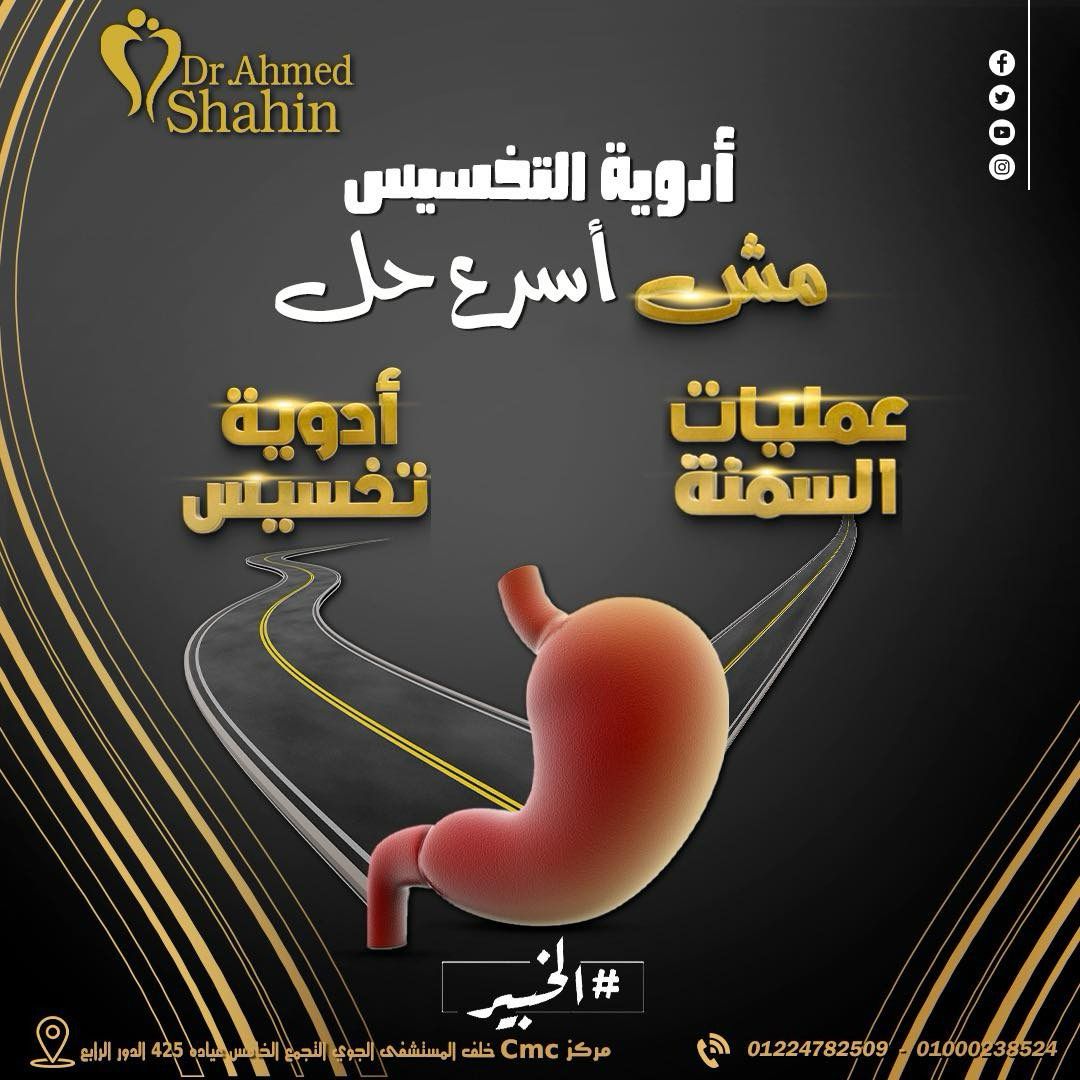 Dr.Ahmed
Shahin
أدوية التخسيس
مش أسرع حل
عمليات
السمنة
أدوية
تخسيس
#الخبير
مركز Cmc خلف المستشفى الجوي التجمع الخامس عياده 425 الدور الرابع
01224782509 - 01000238524